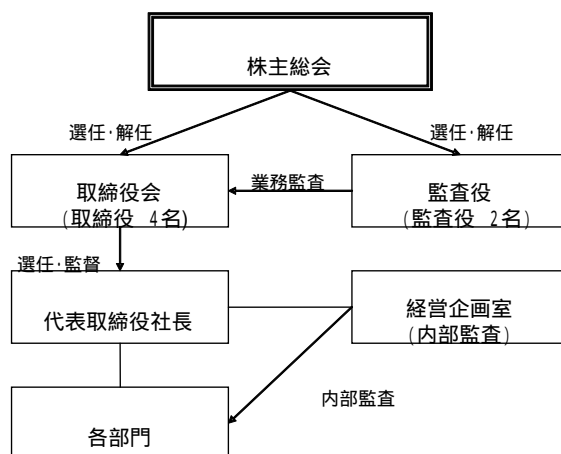 株主総会
選任・解任
選任・解任
取締役会
(取締役 4名)
業務監査
監査役
(監査役 2名)
選任・監督
代表取締役社長
経営企画室
(内部監査)
内部監査
各部門